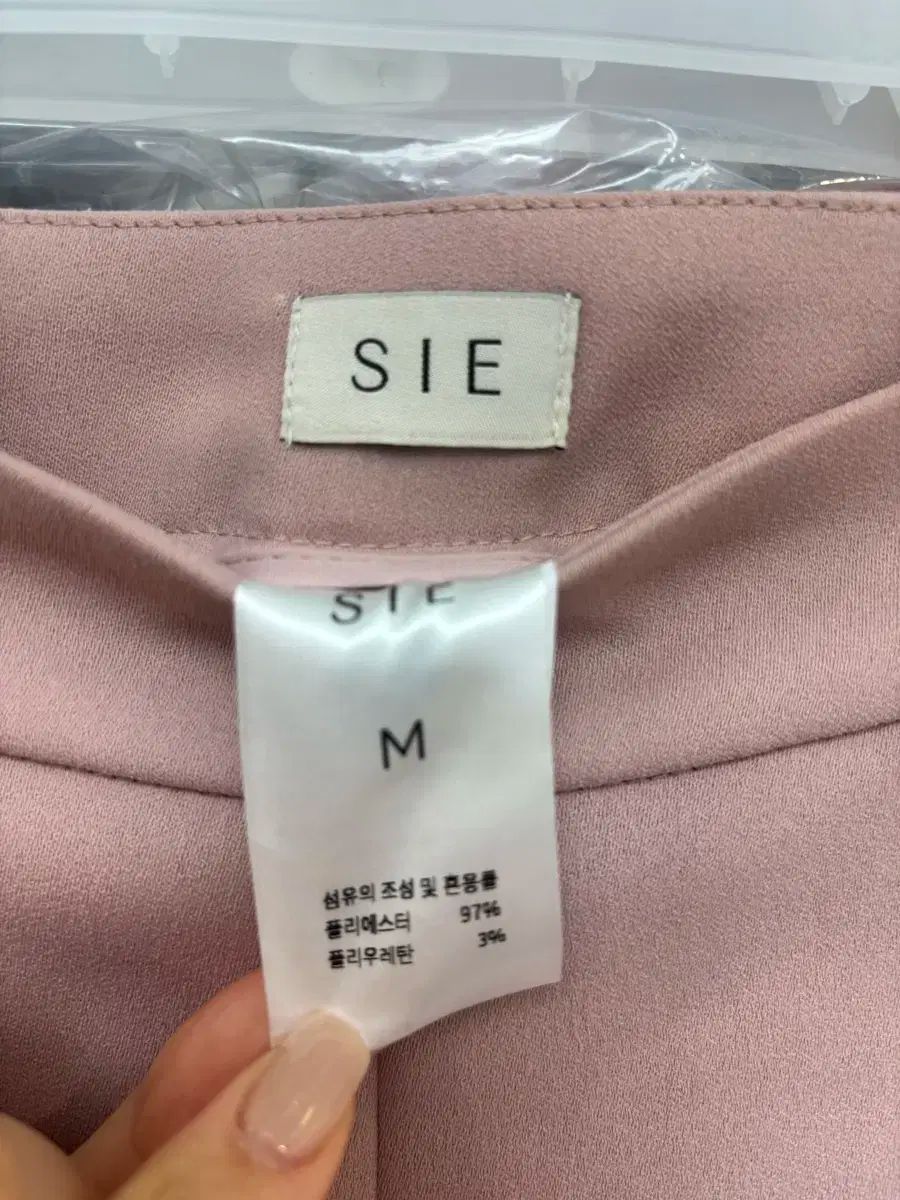 SIE
SIE
M
섬유의 조성 및 혼용률
폴리에스터 97%
폴리우레탄 3%